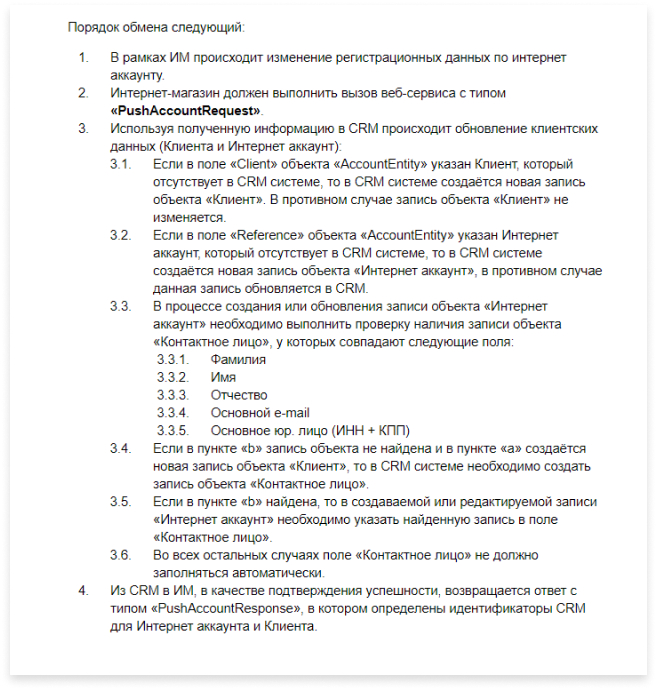 Порядок обмена следующий:
1. В рамках ИМ происходит изменение регистрационных данных по интернет
аккаунту.
2. Интернет-магазин должен выполнить вызов веб-сервиса с типом
«PushAccountRequest».
3. Используя полученную информацию в CRM происходит обновление клиентских
данных (Клиента и Интернет аккаунт):
3.1. Если в поле «Client» объекта «AccountEntity» указан Клиент, который
отсутствует в CRM системе, то в CRM системе создаётся новая запись
объекта «Клиент». В противном случае запись объекта «Клиент» не
изменяется.
3.2. Если в поле «Reference» объекта «AccountEntity» указан Интернет
аккаунт, который отсутствует в CRM системе, то в CRM системе
создаётся новая запись объекта «Интернет аккаунт», в противном случае
данная запись обновляется в CRM.
3.3. В процессе создания или обновления записи объекта «Интернет
аккаунт» необходимо выполнить проверку наличия записи объекта
«Контактное лицо», у которых совпадают следующие поля:
3.3.1. Фамилия
3.3.2. Имя
3.3.3. Отчество
3.3.4. Основной e-mail
3.3.5. Основное юр. лицо (ИНН + КПП)
3.4. Если в пункте «b» запись объекта не найдена и в пункте «a» создаётся
новая запись объекта «Клиент», то в CRM системе необходимо создать
запись объекта «Контактное лицо».
3.5. Если в пункте «b» найдена, то в создаваемой или редактируемой записи
«Интернет аккаунт» необходимо указать найденную запись в поле
«Контактное лицо».
3.6. Во всех остальных случаях поле «Контактное лицо» не должно
заполняться автоматически.
4. Из CRM в ИМ, в качестве подтверждения успешности, возвращается ответ с
типом «PushAccountResponse», в котором определены идентификаторы CRM
для Интернет аккаунта и Клиента.